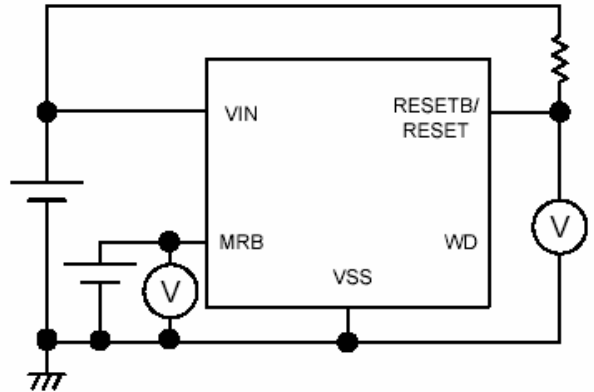 VIN
RESETB/
RESET
MRB
V
WD
V
VSS